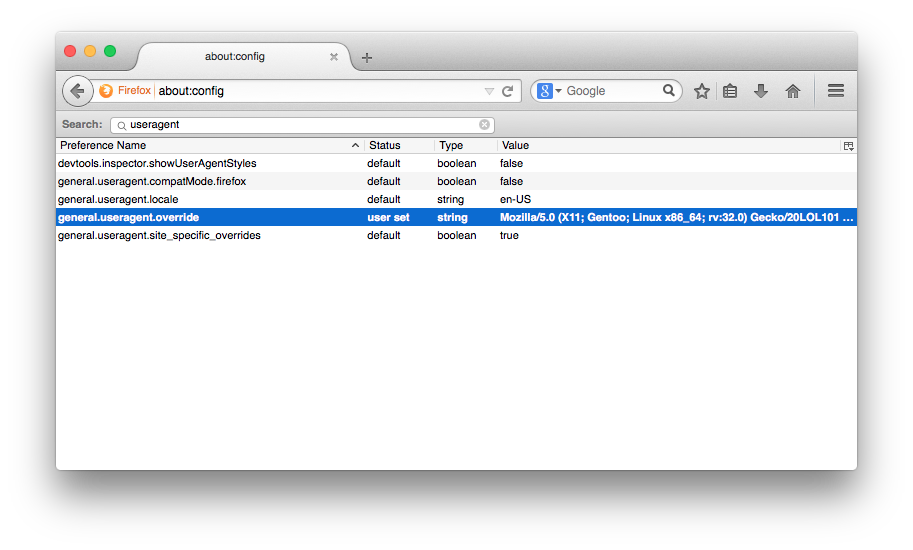 about:config
Firefox about:config Google
Search: useragent
Preference Name Status Type Value
devtools.inspector.showUserAgentStyles default boolean false
general.useragent.compatMode.firefox default boolean false
general.useragent.locale default string en-US
general.useragent.override user set string Mozilla/5.0 (X11; Gentoo; Linux x86_64; rv:32.0) Gecko/20LOL101 ...
general.useragent.site_specific_overrides default boolean true